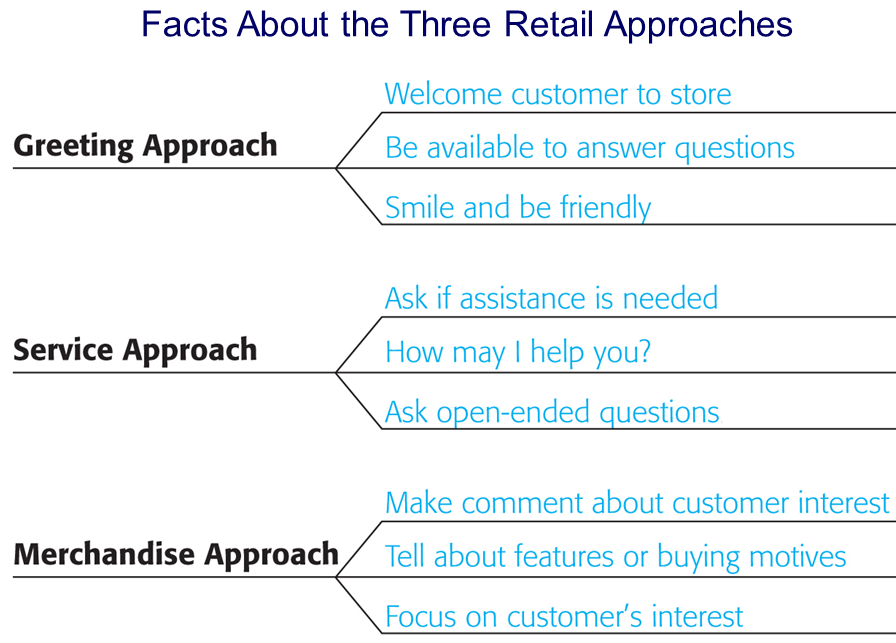 Facts About the Three Retail Approaches
Welcome customer to store
Greeting Approach
Be available to answer questions
Smile and be friendly
Ask if assistance is needed
Service Approach
How may I help you?
Ask open-ended questions
Make comment about customer interest
Merchandise Approach
Tell about features or buying motives
Focus on customer's interest